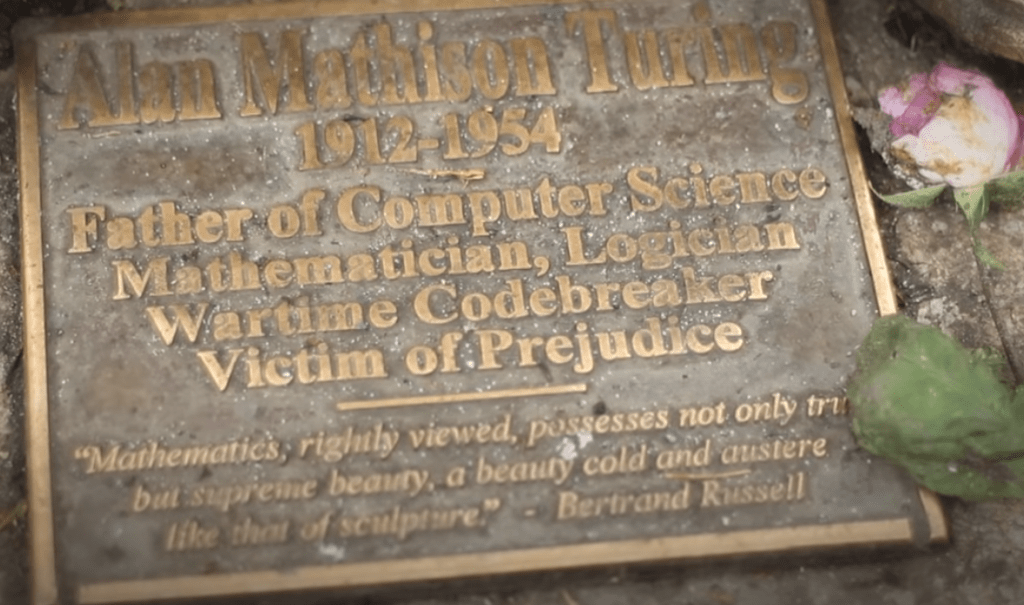 Alan Mathison Turing
1912-1954
Father of Computer Science
Mathematician, Logician
Wartime Codebreaker
Victim of Prejudice
“Mathematics, rightly viewed, possesses not only tru
but supreme beauty, a beauty cold and austere
like that of sculpture.” - Bertrand Russell